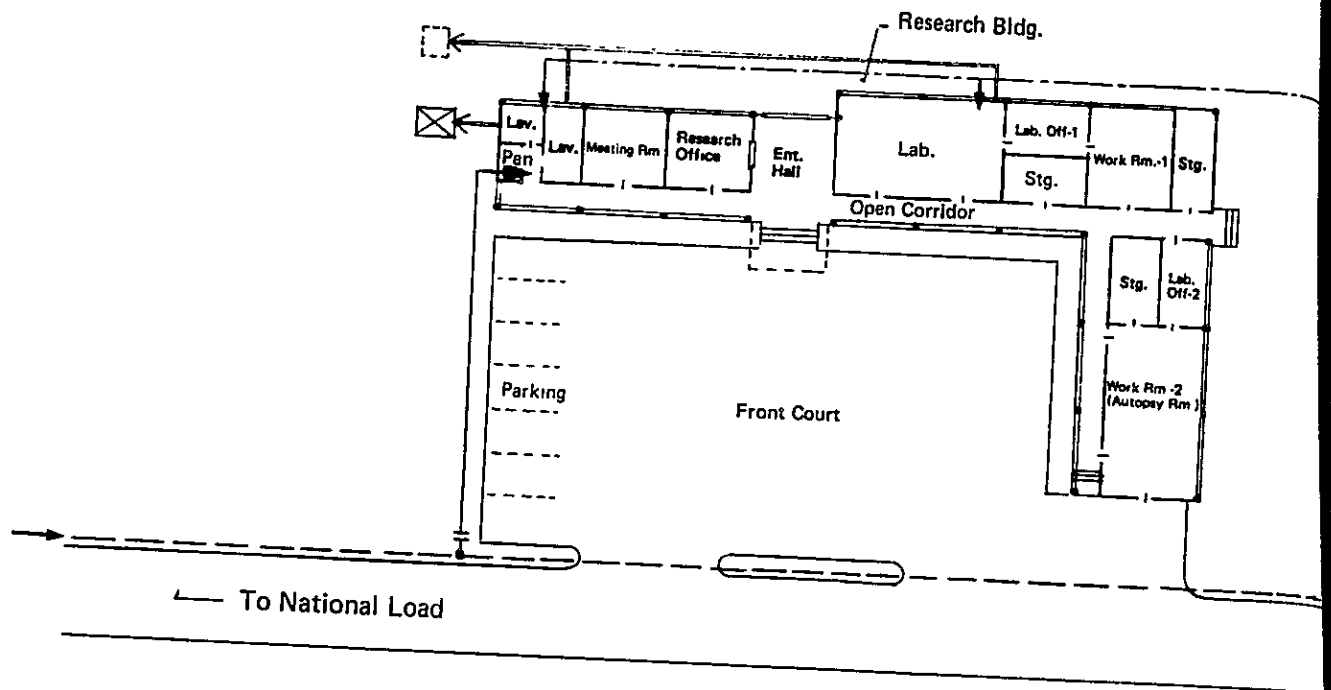 Research Bldg.
Lav.
Lav.
Pan
Meeting Rm
Research
Office
Ent.
Hall
Lab.
Lab. Off-1
Stg.
Work Rm.-1
Stg.
Open Corridor
Stg.
Lab.
Off-2
Work Rm -2
(Autopsy Rm )
Parking
Front Court
To National Load